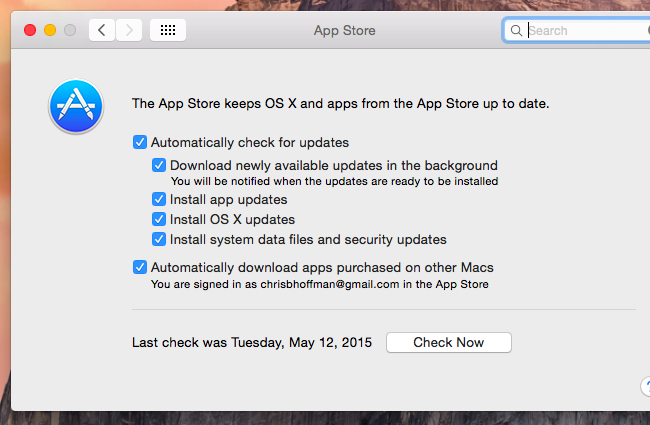 App Store
Search
The App Store keeps OS X and apps from the App Store up to date.
Automatically check for updates
Download newly available updates in the background
You will be notified when the updates are ready to be installed
Install app updates
Install OS X updates
Install system data files and security updates
Automatically download apps purchased on other Macs
You are signed in as chrisbhoffman@gmail.com in the App Store
Last check was Tuesday, May 12, 2015 Check Now
?